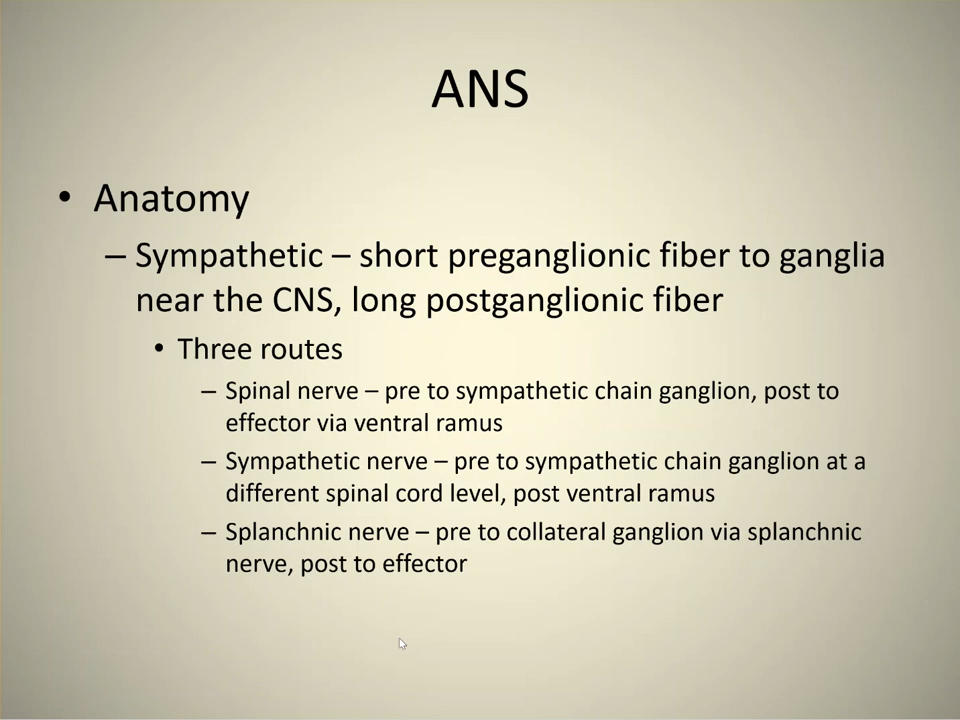 ANS
• Anatomy
– Sympathetic – short preganglionic fiber to ganglia
near the CNS, long postganglionic fiber
• Three routes
– Spinal nerve – pre to sympathetic chain ganglion, post to
effector via ventral ramus
– Sympathetic nerve – pre to sympathetic chain ganglion at a
different spinal cord level, post ventral ramus
– Splanchnic nerve – pre to collateral ganglion via splanchnic
nerve, post to effector